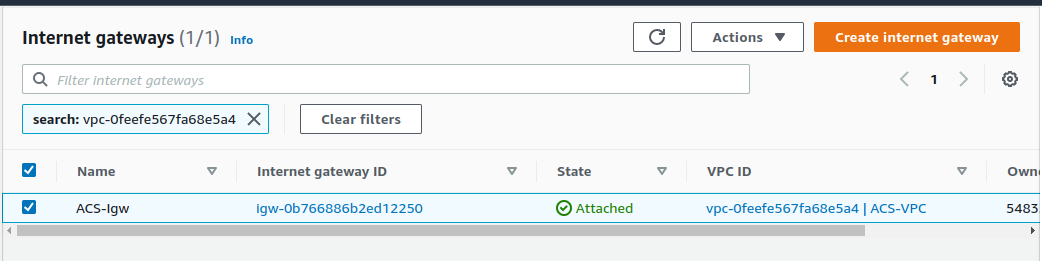 Internet gateways (1/1) Info
Actions
Create internet gateway
Filter internet gateways
1
search: vpc-0feefe567fa68e5a4
Clear filters
Name Internet gateway ID State VPC ID Owne
ACS-Igw igw-0b766886b2ed12250 Attached vpc-0feefe567fa68e5a4 | ACS-VPC 5483